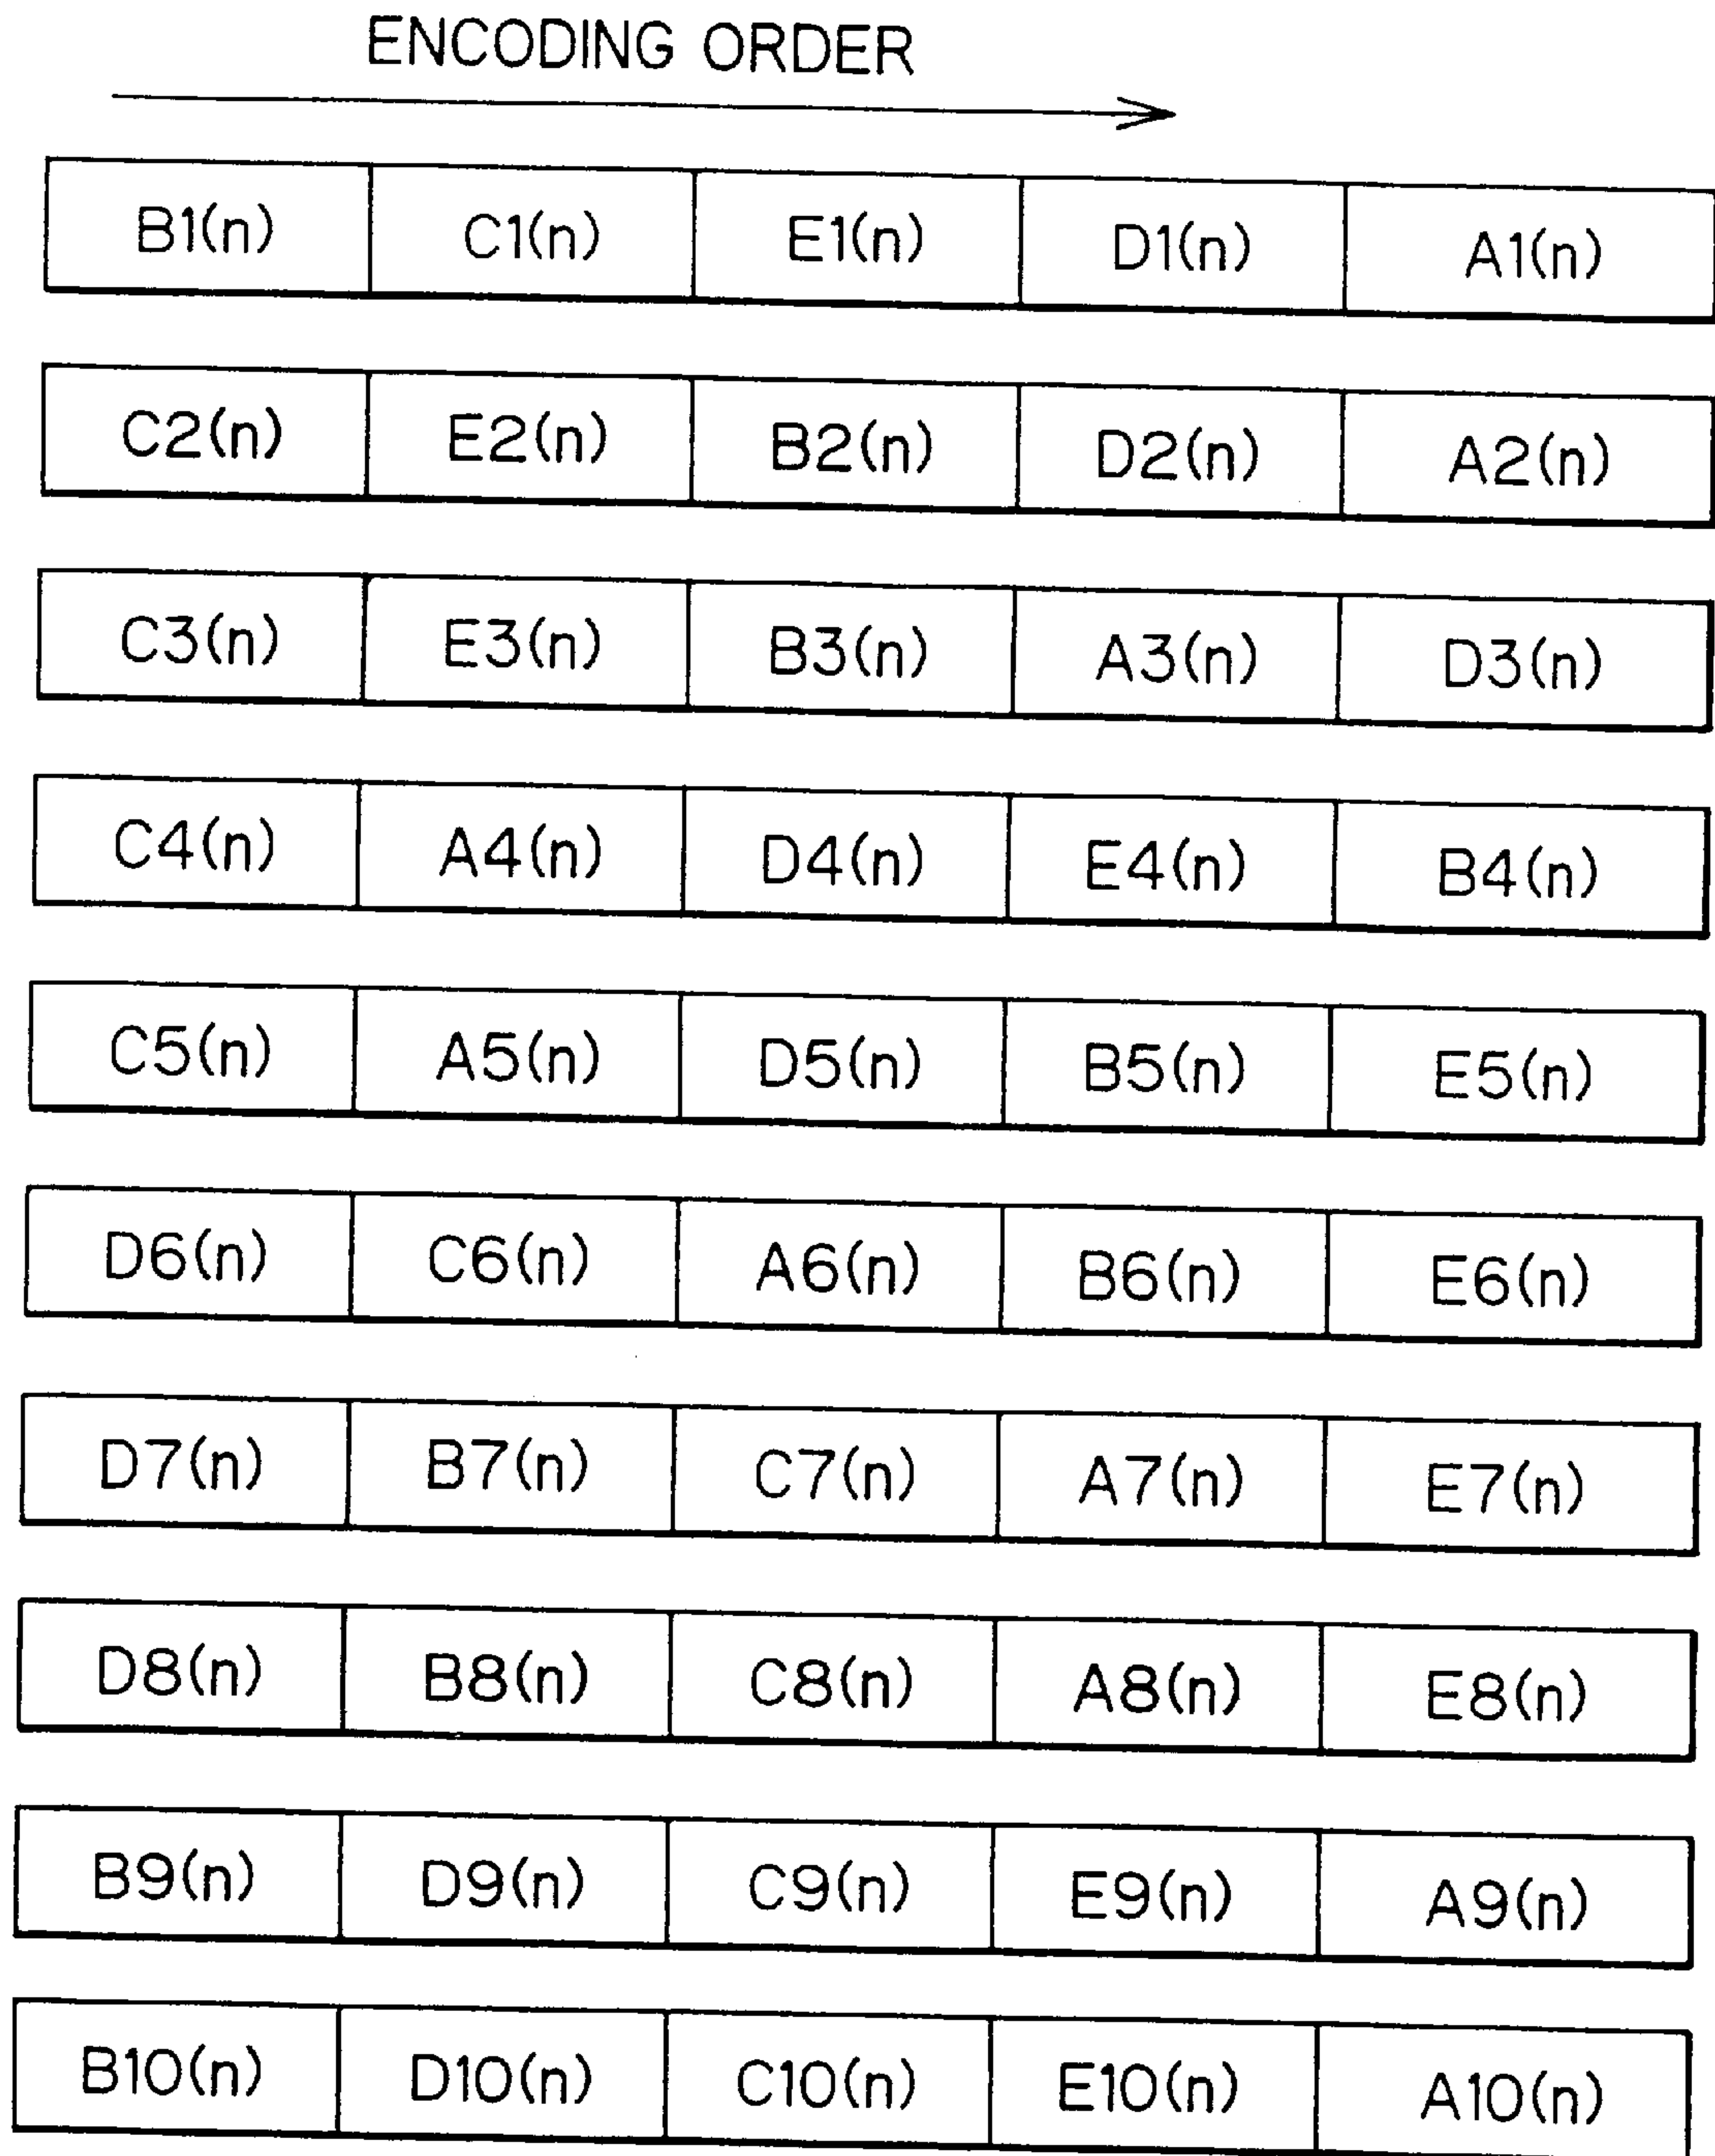 ENCODING ORDER
B1(n) C1(n) E1(n) D1(n) A1(n)
C2(n) E2(n) B2(n) D2(n) A2(n)
C3(n) E3(n) B3(n) A3(n) D3(n)
C4(n) A4(n) D4(n) E4(n) B4(n)
C5(n) A5(n) D5(n) B5(n) E5(n)
D6(n) C6(n) A6(n) B6(n) E6(n)
D7(n) B7(n) C7(n) A7(n) E7(n)
D8(n) B8(n) C8(n) A8(n) E8(n)
B9(n) D9(n) C9(n) E9(n) A9(n)
B10(n) D10(n) C10(n) E10(n) A10(n)